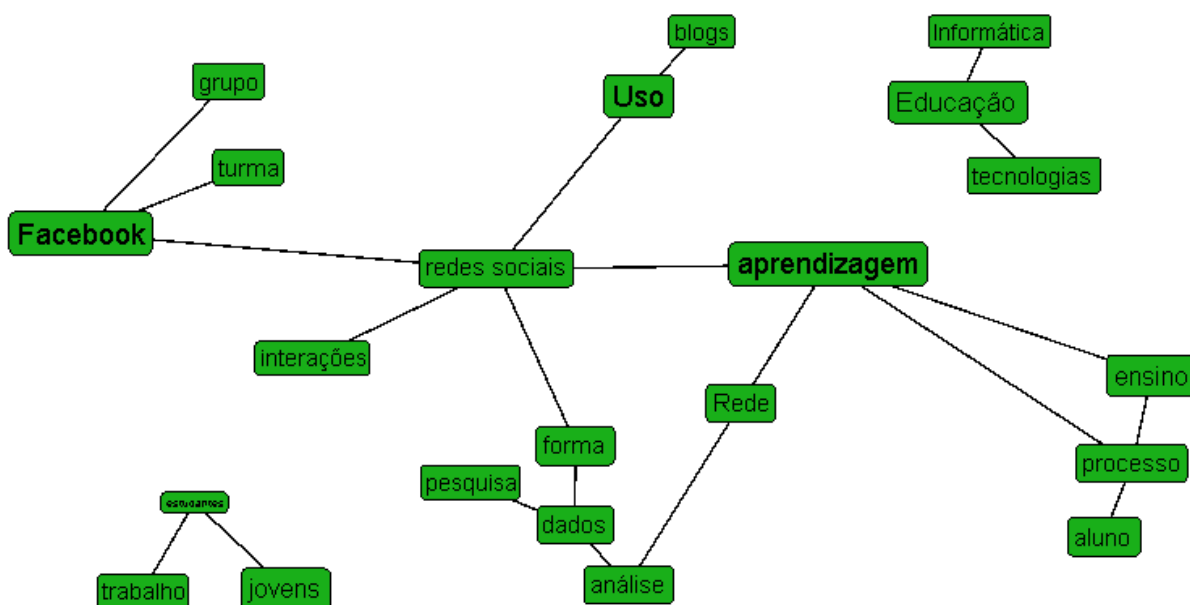 blogs
Informática
grupo
Uso
Educação
turma
tecnologias
Facebook
redes sociais
aprendizagem
interações
ensino
Rede
forma
processo
pesquisa
estudantes
dados
aluno
trabalho
jovens
análise